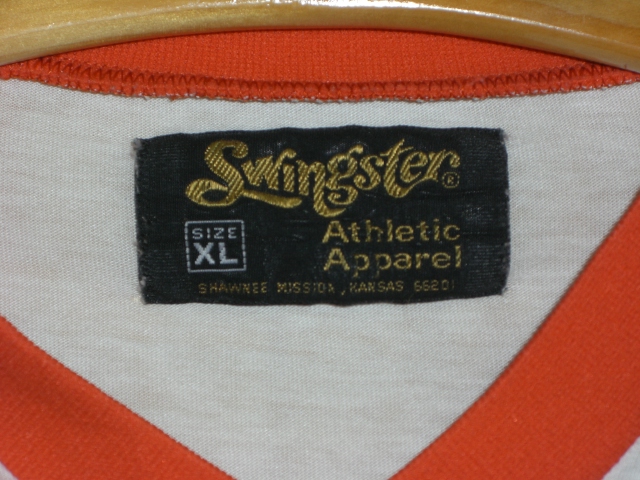 Swingster®
SIZE
XL
Athletic
Apparel
SHAWNEE MISSION, KANSAS 66201